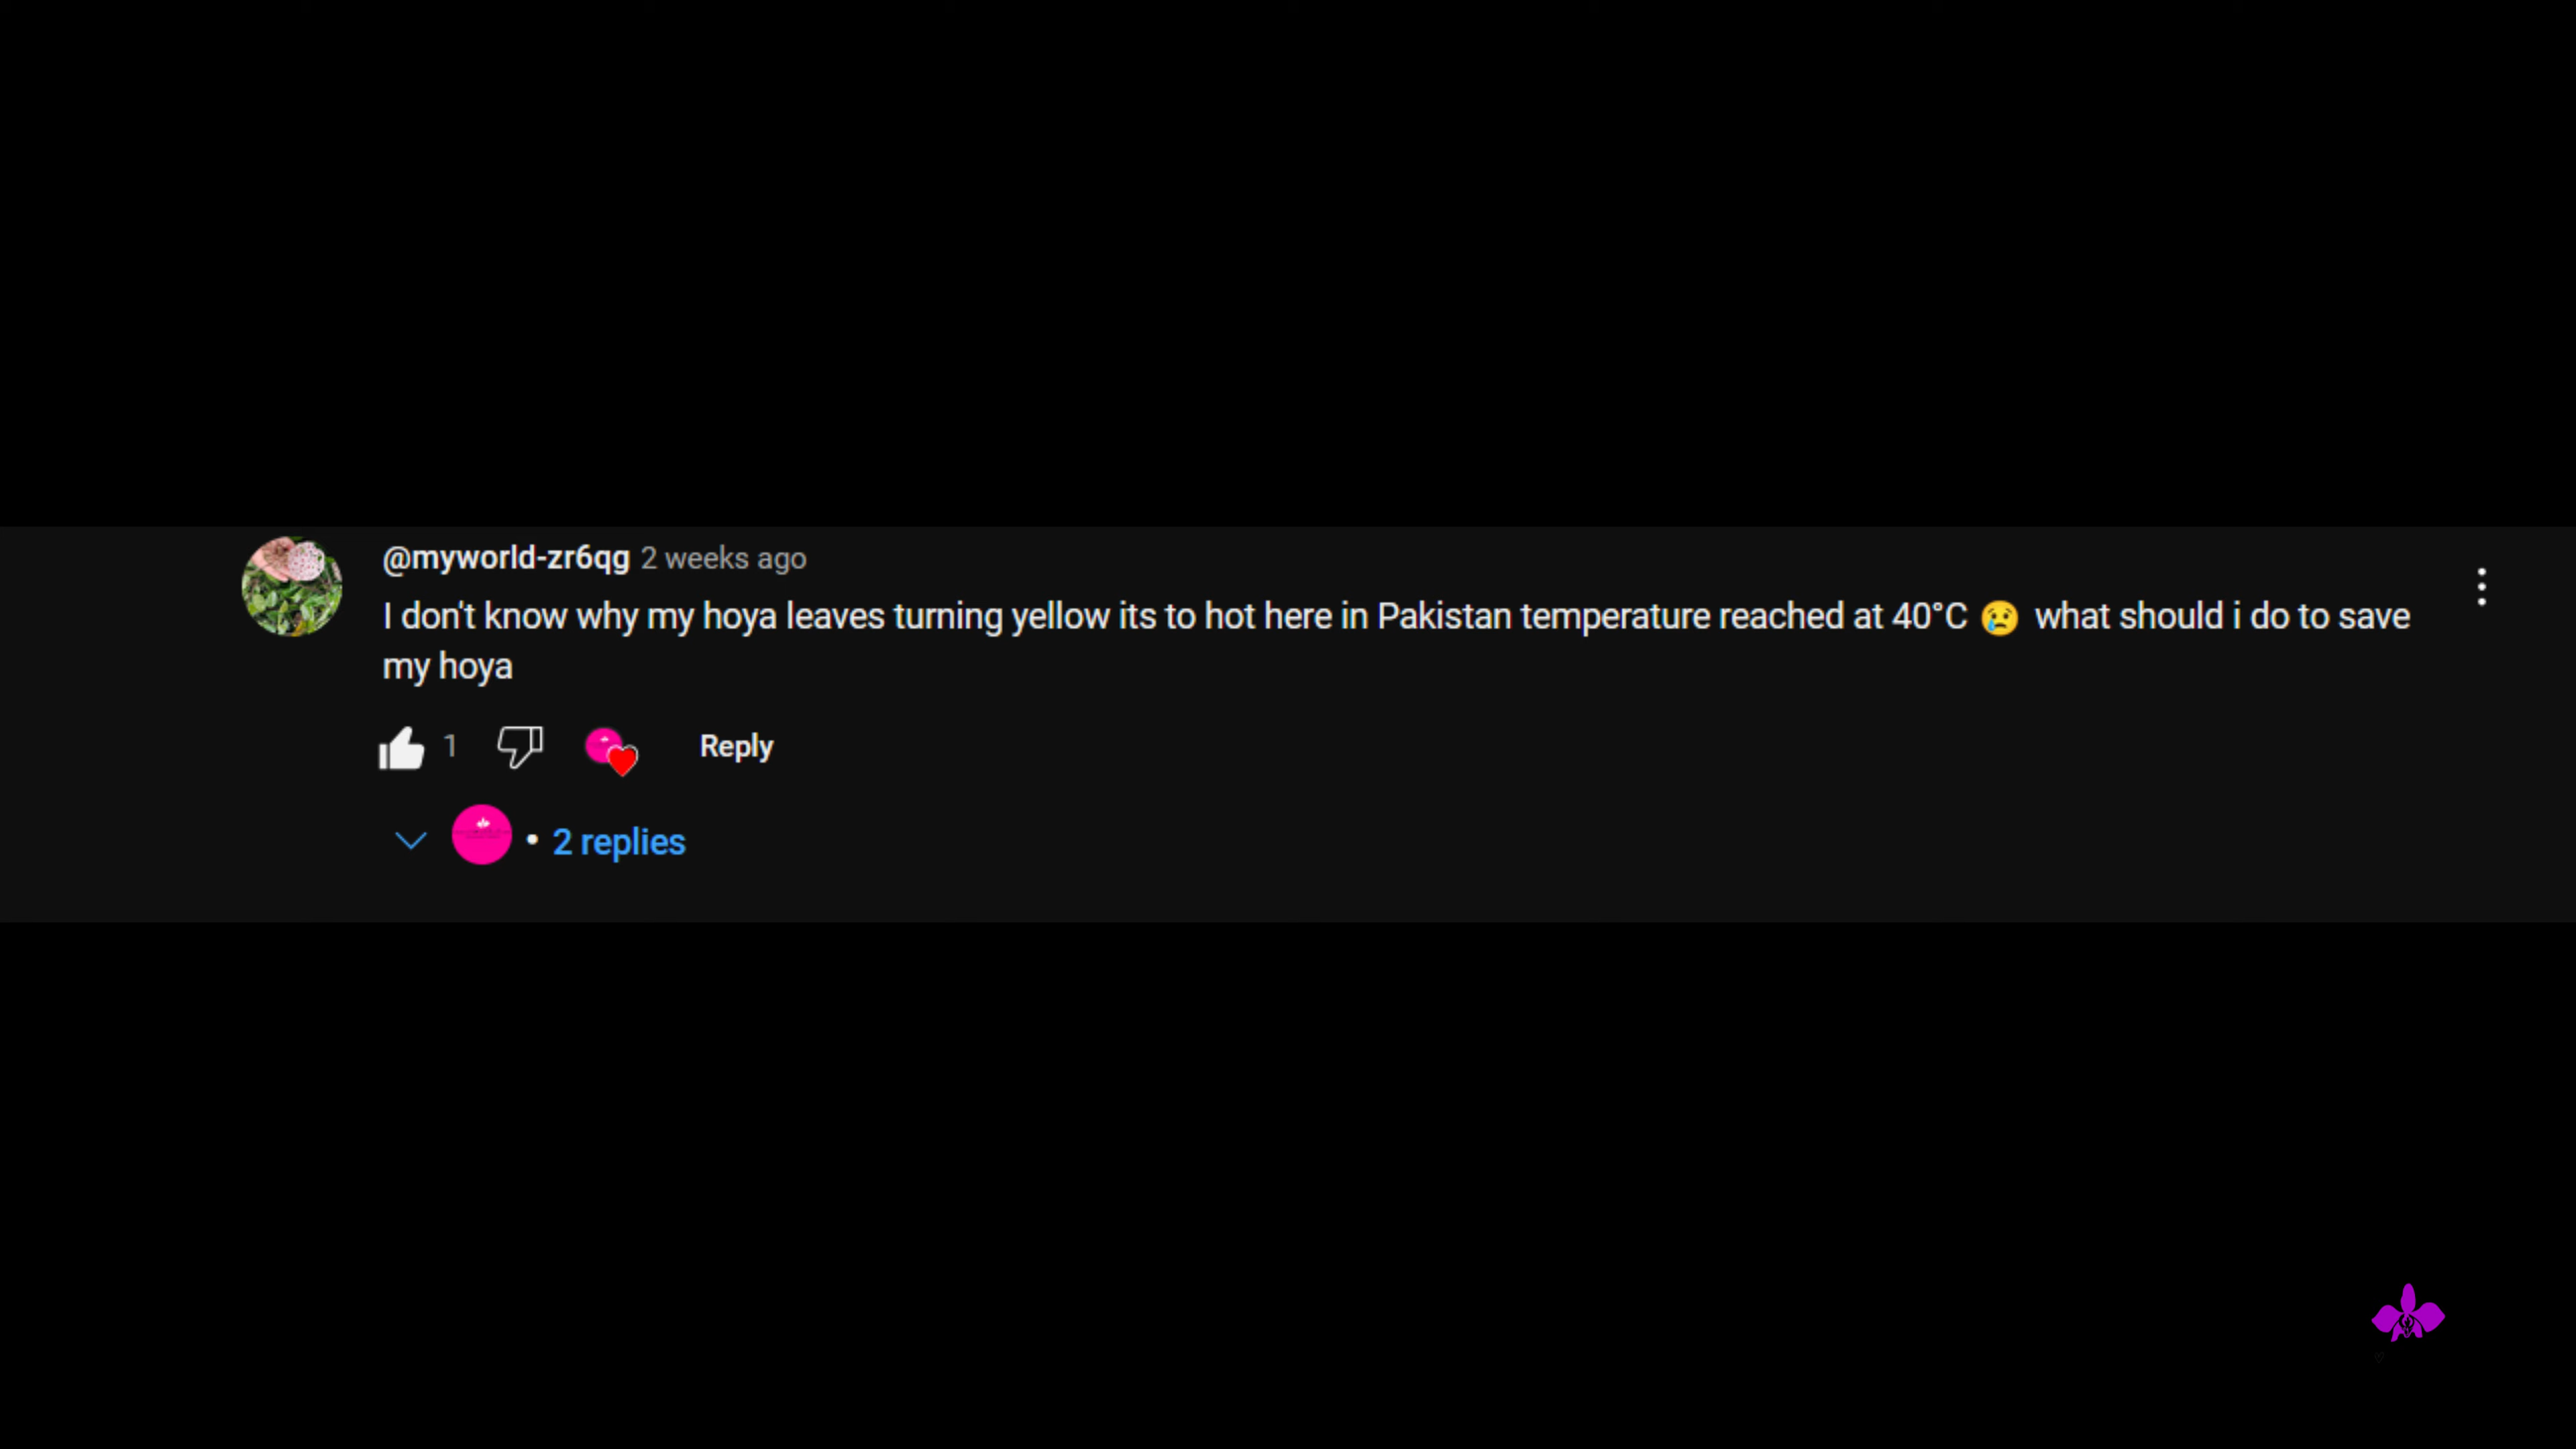 @myworld-zr6qg 2 weeks ago
I don't know why my hoya leaves turning yellow its to hot here in Pakistan temperature reached at 40°C 😢 what should i do to save
my hoya
1 Reply
• 2 replies